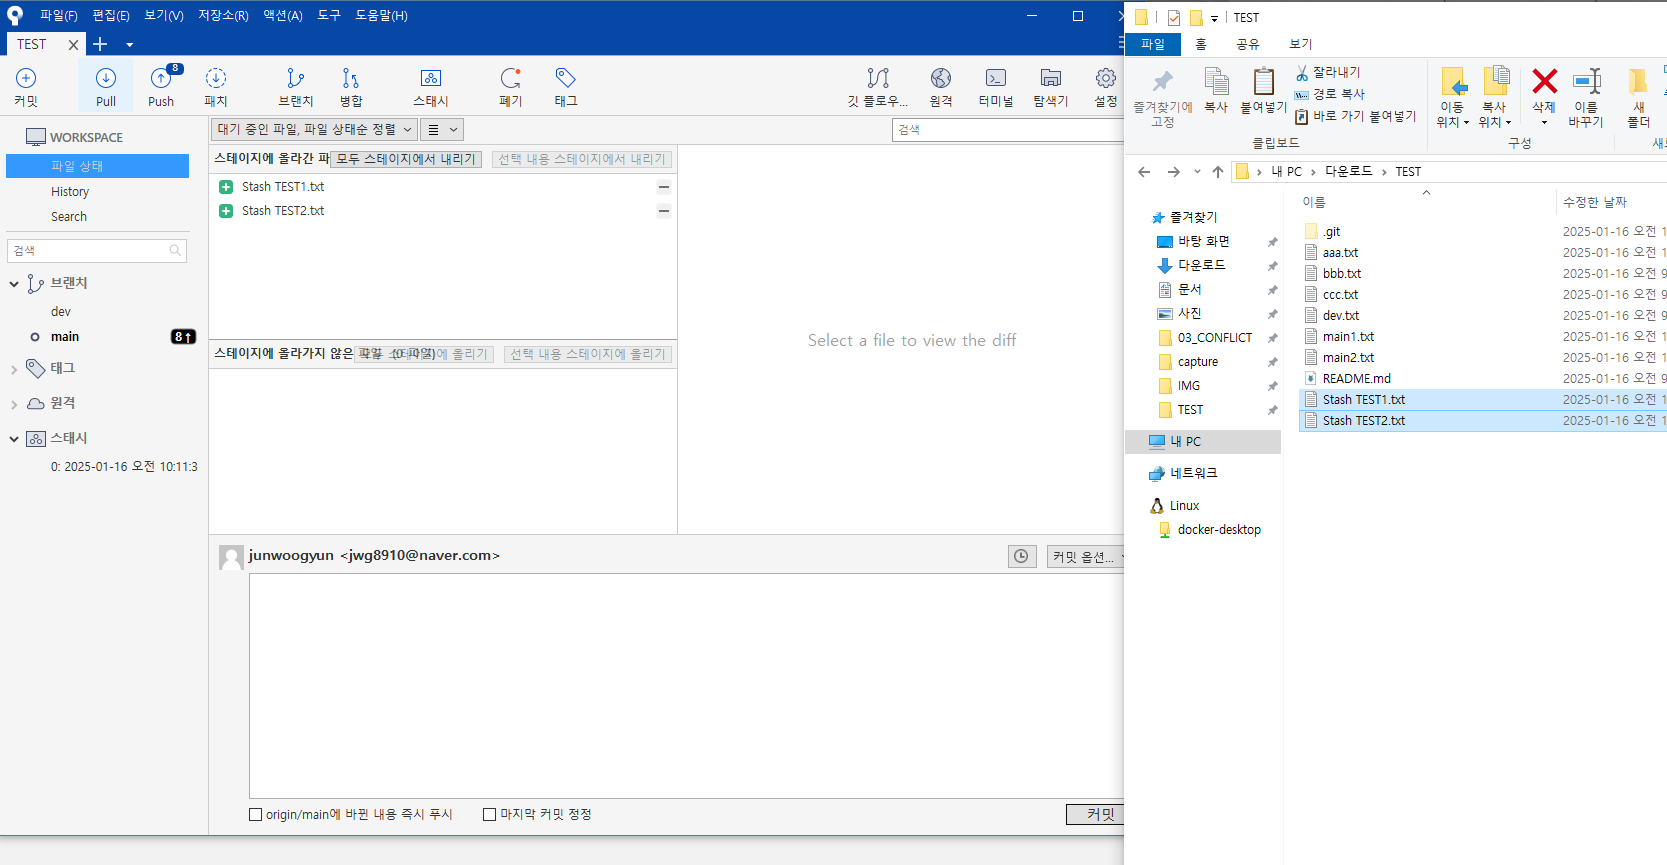 파일(F) 편집(E) 보기(V) 저장소(R) 액션(A) 도구 도움말(H)
TEST
커밋
Pull
8
Push
패치
브랜치
병합
스태시
폐기
태그
깃 플로우...
원격
터미널
탐색기
설정
WORKSPACE
파일 상태
History
Search
검색
브랜치
dev
main
8↑
태그
원격
스태시
0: 2025-01-16 오전 10:11:3
대기 중인 파일, 파일 상태순 정렬
검색
스테이지에 올라간 파
모두 스테이지에서 내리기
선택 내용 스테이지에서 내리기
Stash TEST1.txt
Stash TEST2.txt
스테이지에 올라가지 않은 파일 (0 파일)
선택 내용 스테이지에 올리기
Select a file to view the diff
junwoogyun <jwg8910@naver.com>
커밋 옵션...
origin/main에 바뀐 내용 즉시 푸시
마지막 커밋 정정
커밋
TEST
파일 홈 공유 보기
즐겨찾기에 고정
복사
붙여넣기
잘라내기
경로 복사
바로 가기 붙여넣기
클립보드
이동 위치
복사 위치
삭제
이름 바꾸기
구성
새 폴더
내 PC
다운로드
TEST
즐겨찾기
바탕 화면
다운로드
문서
사진
03_CONFLICT
capture
IMG
TEST
내 PC
네트워크
Linux
docker-desktop
이름 수정한 날짜
.git 2025-01-16 오전 1
aaa.txt 2025-01-16 오전 1
bbb.txt 2025-01-16 오전 9
ccc.txt 2025-01-16 오전 9
dev.txt 2025-01-16 오전 9
main1.txt 2025-01-16 오전 1
main2.txt 2025-01-16 오전 1
README.md 2025-01-16 오전 9
Stash TEST1.txt 2025-01-16 오전 1
Stash TEST2.txt 2025-01-16 오전 1